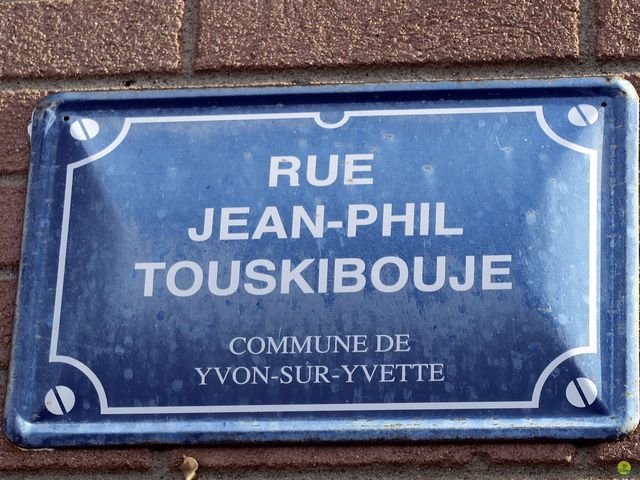 RUE
JEAN-PHIL
TOUSKIBOUJE
COMMUNE DE
YVON-SUR-YVETTE